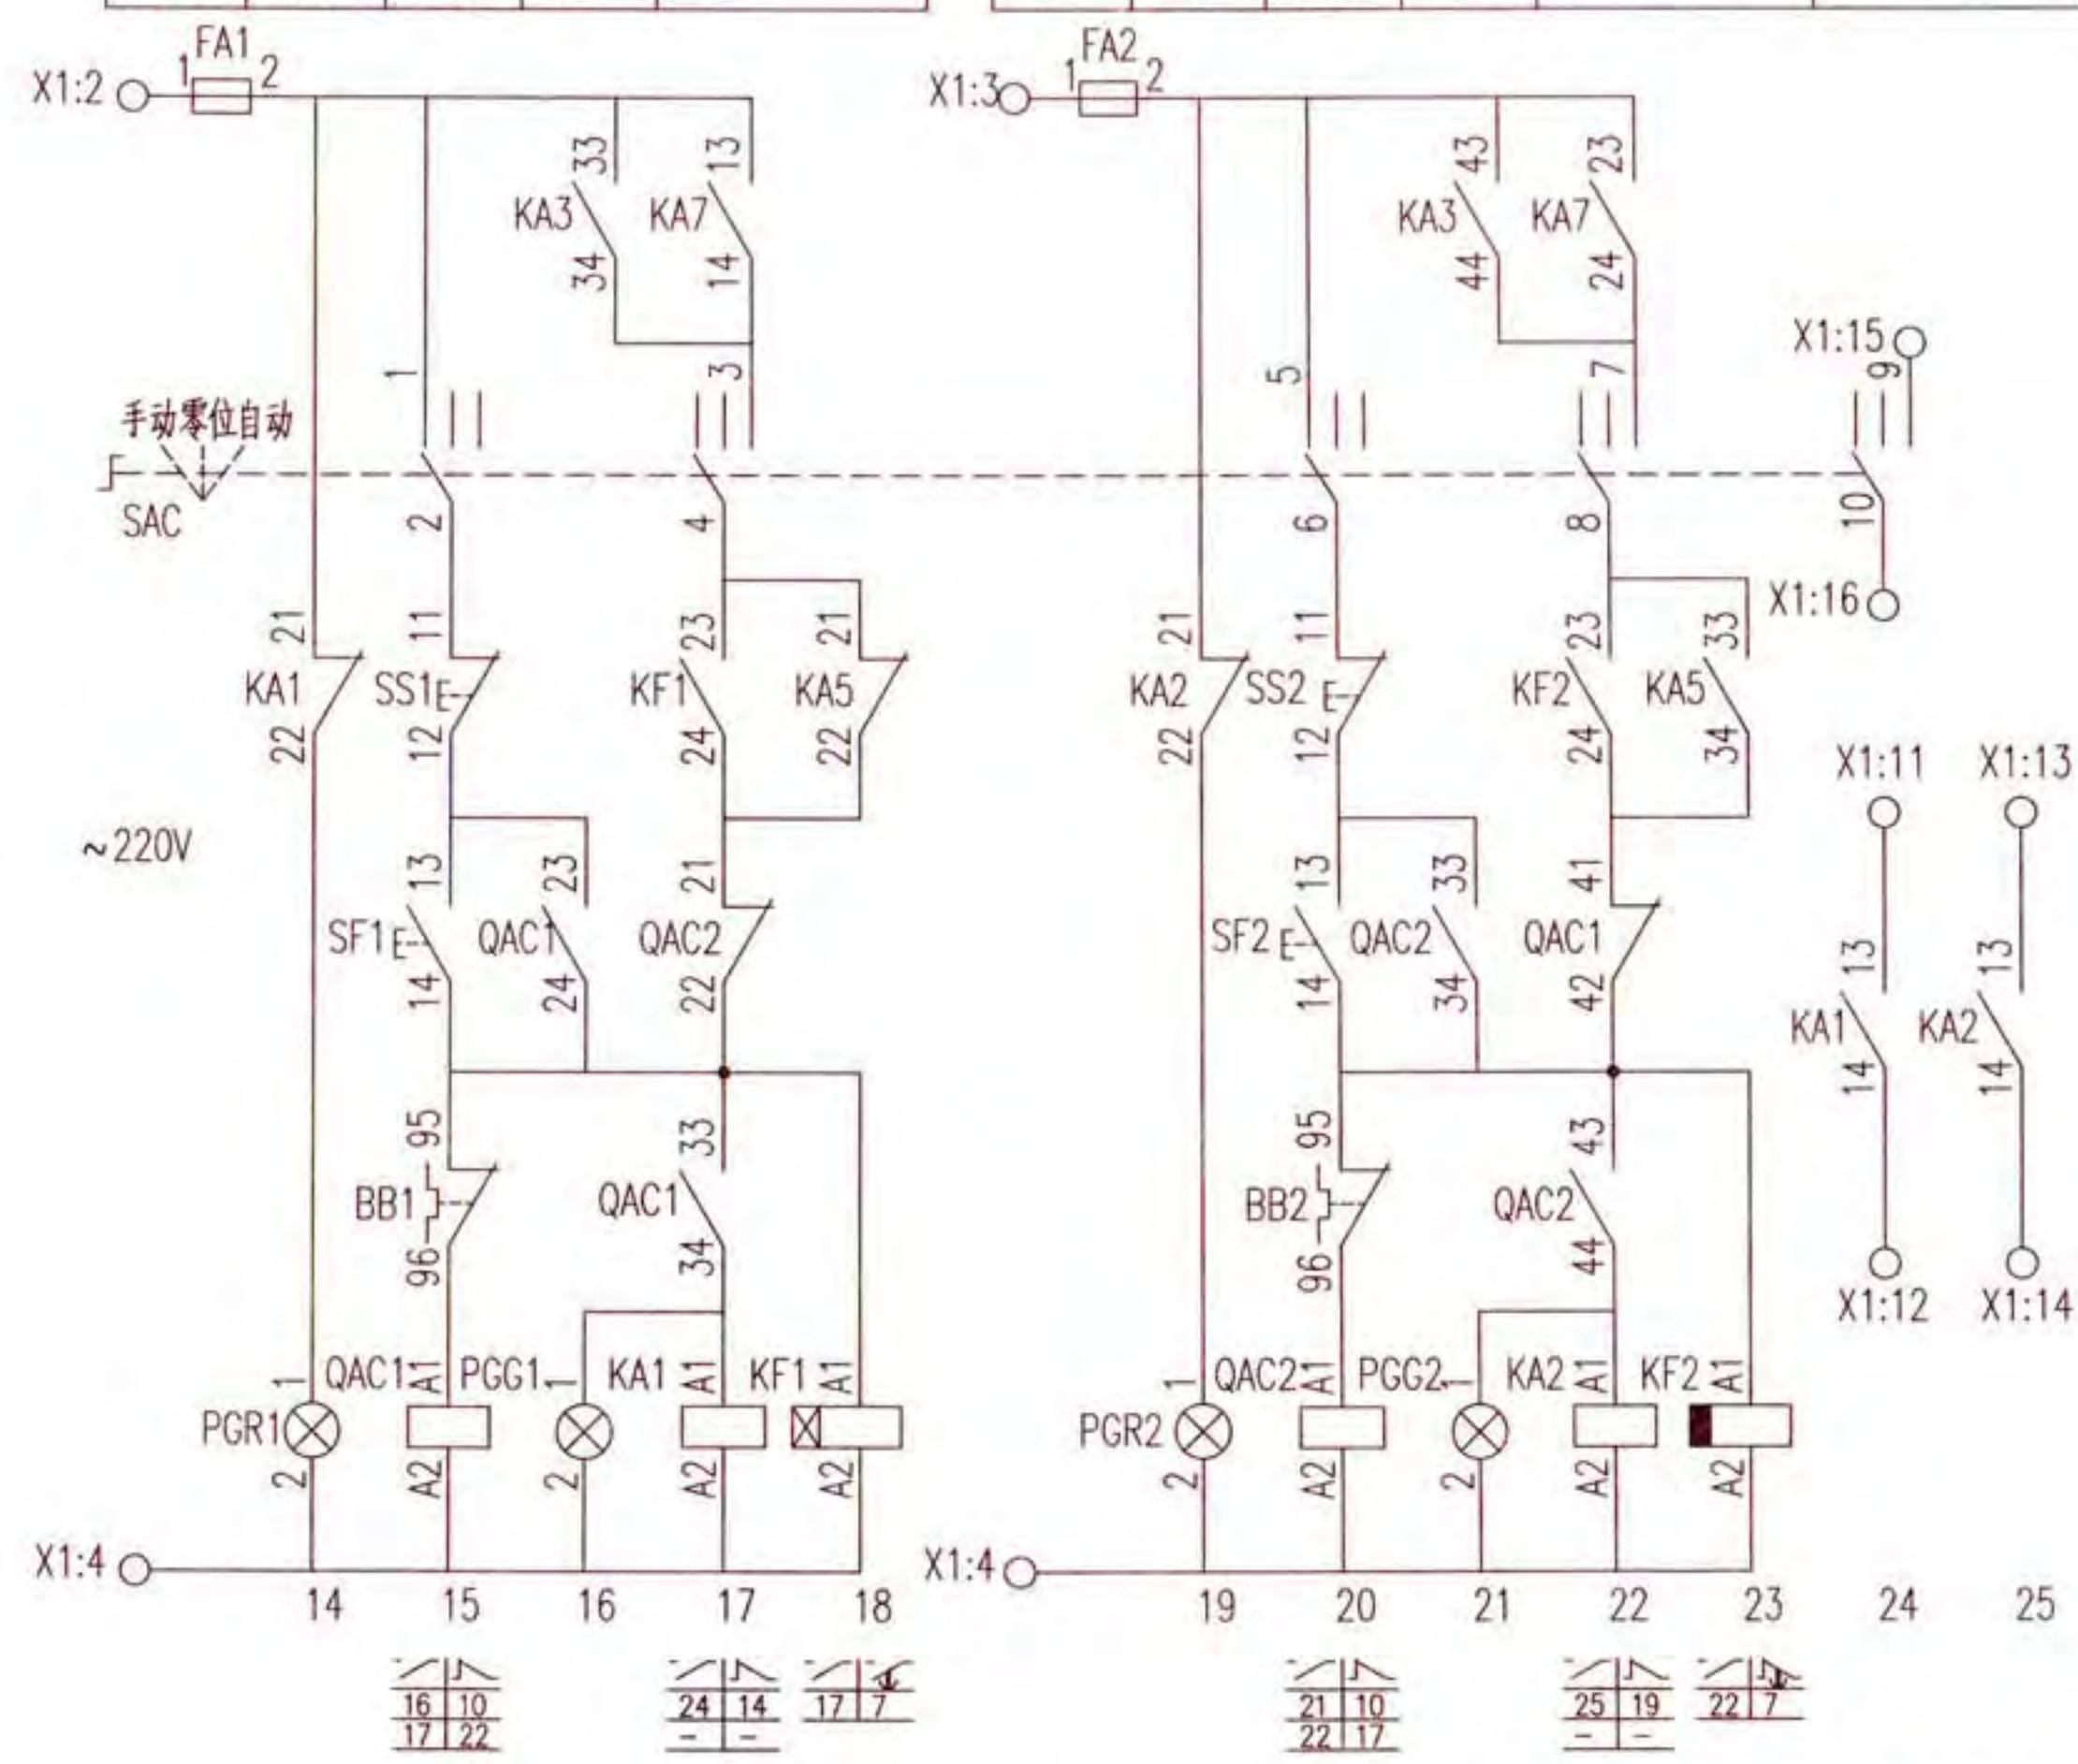 FA1
1 2
X1:2
FA2
1 2
X1:3
33
KA3
34
13
KA7
14
43
KA3
44
23
KA7
24
1
3
5
7
X1:15
9
手动零位自动
SAC
2
4
6
8
10
X1:16
21
KA1
22
11
SS1
12
23
KF1
24
21
KA5
22
21
KA2
22
11
SS2
12
23
KF2
24
33
KA5
34
X1:11
X1:13
~220V
13
SF1
14
23
QAC1
24
21
QAC2
22
13
SF2
14
33
QAC2
34
41
QAC1
42
13
KA1
14
13
KA2
14
95
BB1
96
33
QAC1
34
95
BB2
96
43
QAC2
44
X1:12
X1:14
1
PGR1
2
QAC1
A1
A2
PGG1
1
2
KA1
A1
A2
KF1
A1
A2
1
PGR2
2
QAC2
A1
A2
PGG2
1
2
KA2
A1
A2
KF2
A1
A2
X1:4
X1:4
14 15 16 17 18 19 20 21 22 23 24 25
16 10
17 22
24 14
- -
17 7
21 10
22 17
25 19
- -
22 7